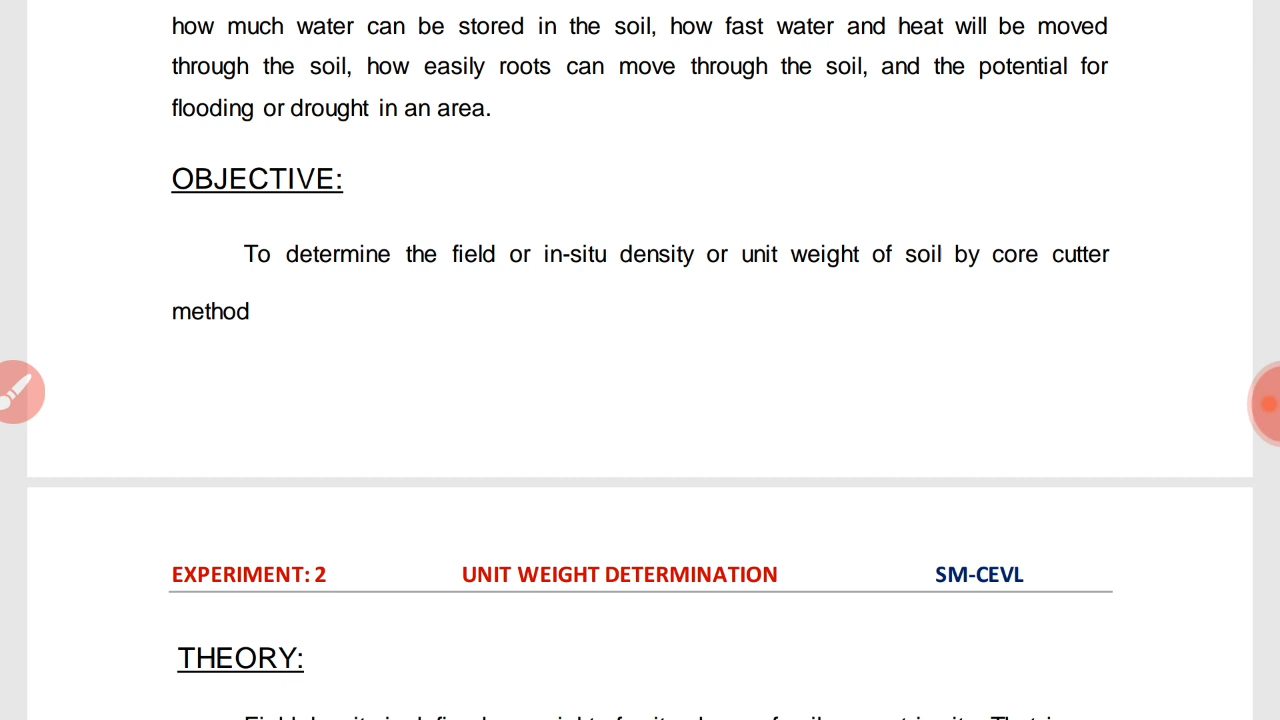 how much water can be stored in the soil, how fast water and heat will be moved
through the soil, how easily roots can move through the soil, and the potential for
flooding or drought in an area.
OBJECTIVE:
To determine the field or in-situ density or unit weight of soil by core cutter
method
EXPERIMENT: 2 UNIT WEIGHT DETERMINATION SM-CEVL
THEORY: